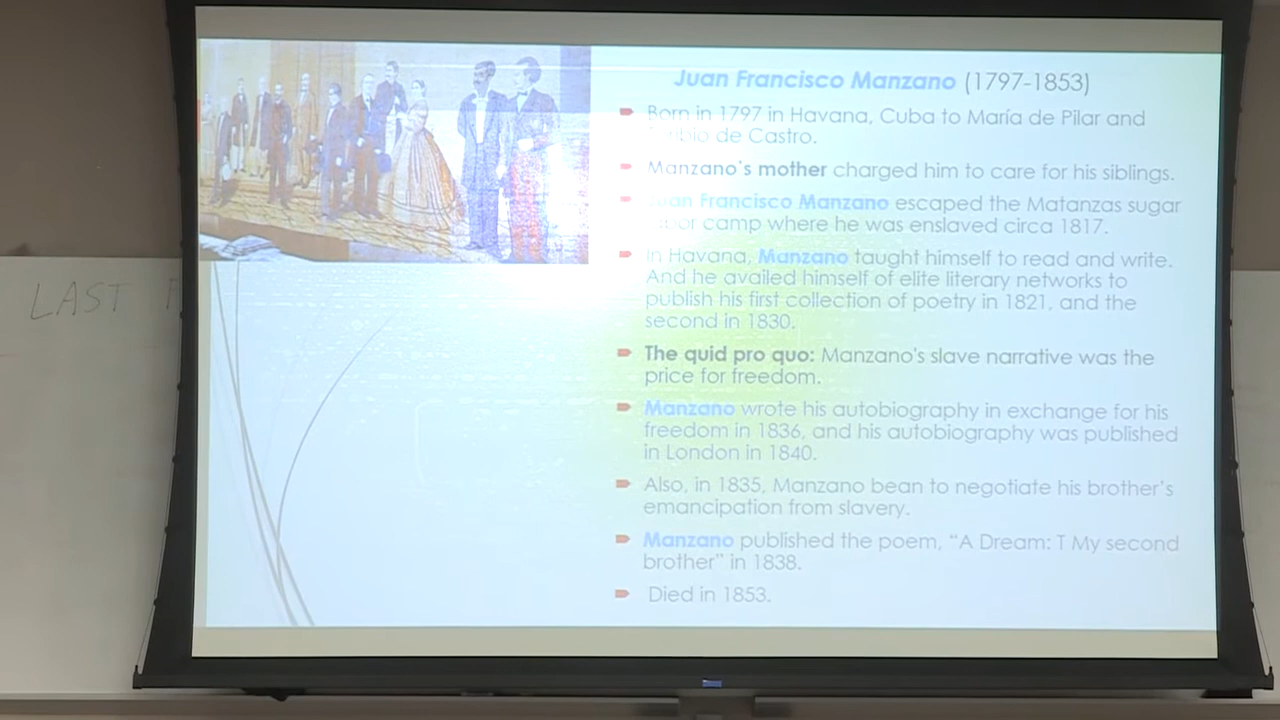 LAST
Juan Francisco Manzano (1797-1853)
Born in 1797 in Havana, Cuba to María de Pilar and
de Castro.
Manzano's mother charged him to care for his siblings.
Juan Francisco Manzano escaped the Matanzas sugar
labor camp where he was enslaved circa 1817.
In Havana, Manzano taught himself to read and write.
And he availed himself of elite literary networks to
publish his first collection of poetry in 1821, and the
second in 1830.
The quid pro quo: Manzano's slave narrative was the
price for freedom.
Manzano wrote his autobiography in exchange for his
freedom in 1836, and his autobiography was published
in London in 1840.
Also, in 1835, Manzano bean to negotiate his brother's
emancipation from slavery.
Manzano published the poem, "A Dream: T My second
brother" in 1838.
Died in 1853.